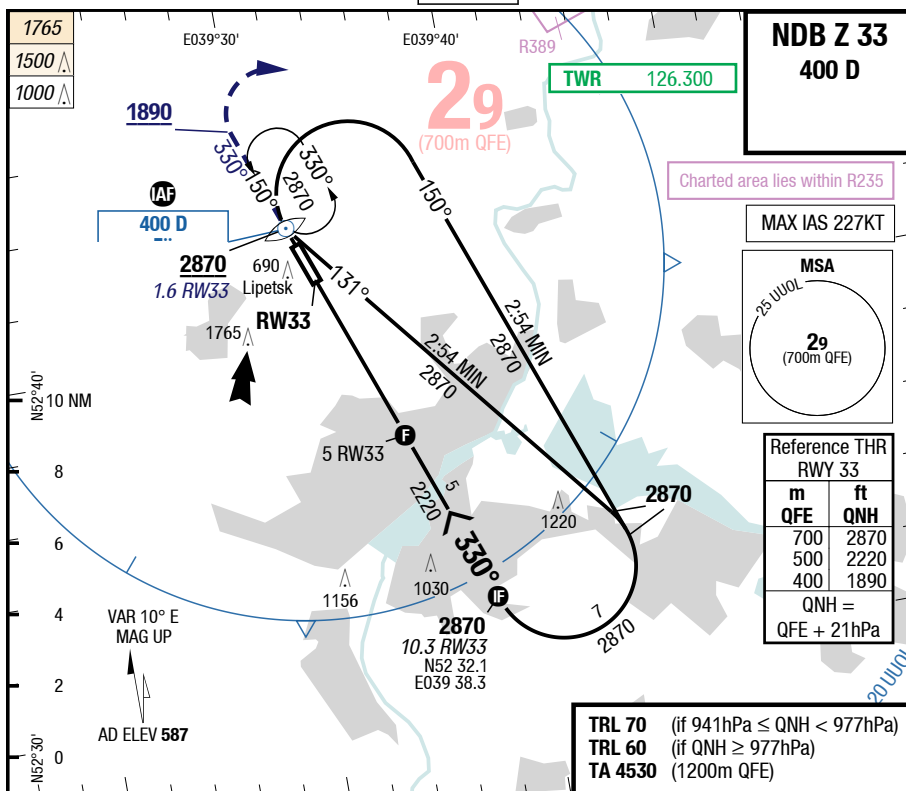 1765
1500
1000
E039°30'
E039°40'
R389
NDB Z 33
400 D
TWR 126.300
29
(700m QFE)
Charted area lies within R235
MAX IAS 227KT
MSA
25 UUOL
29
(700m QFE)
1890
330°
150°
330°
2870
150°
IAF
400 D
2870
1.6 RW33
690
Lipetsk
RW33
131°
1765
2:54 MIN
2870
2:54 MIN
2870
N52°40'
10 NM
8
6
4
2
0
N52°30'
F
5 RW33
5
2220
330°
1220
2870
1030
1156
IF
2870
10.3 RW33
N52 32.1
E039 38.3
7
2870
Reference THR
RWY 33
m ft
QFE QNH
700 2870
500 2220
400 1890
QNH =
QFE + 21hPa
20 UUOL
VAR 10° E
MAG UP
AD ELEV 587
TRL 70 (if 941hPa ≤ QNH < 977hPa)
TRL 60 (if QNH ≥ 977hPa)
TA 4530 (1200m QFE)